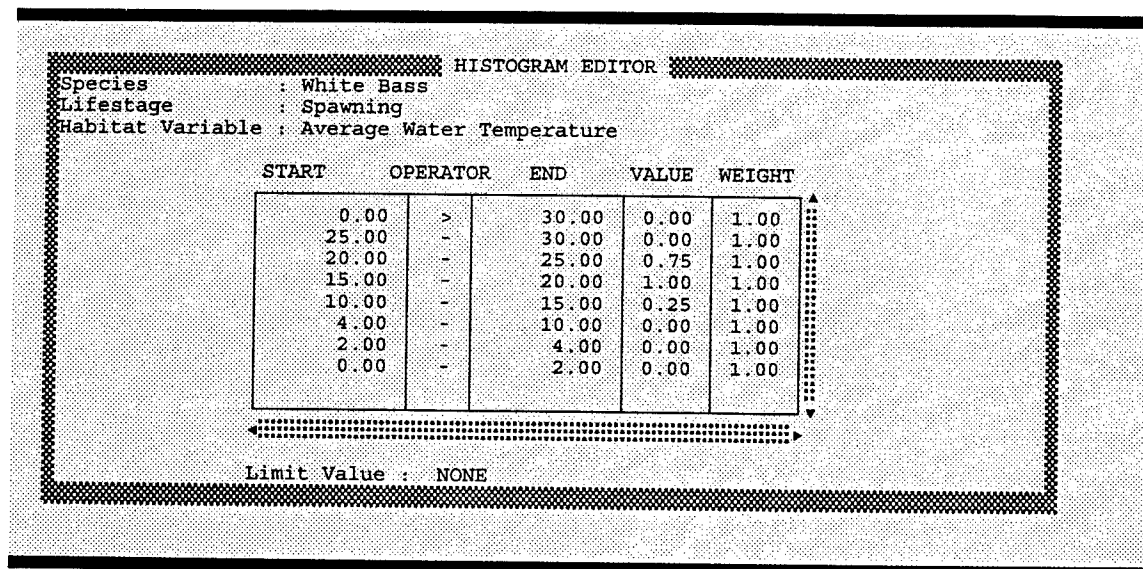 HISTOGRAM EDITOR
Species : White Bass
Lifestage : Spawning
Habitat Variable : Average Water Temperature
START OPERATOR END VALUE WEIGHT
0.00 > 30.00 0.00 1.00
25.00 - 30.00 0.00 1.00
20.00 - 25.00 0.75 1.00
15.00 - 20.00 1.00 1.00
10.00 - 15.00 0.25 1.00
4.00 - 10.00 0.00 1.00
2.00 - 4.00 0.00 1.00
0.00 - 2.00 0.00 1.00
Limit Value : NONE